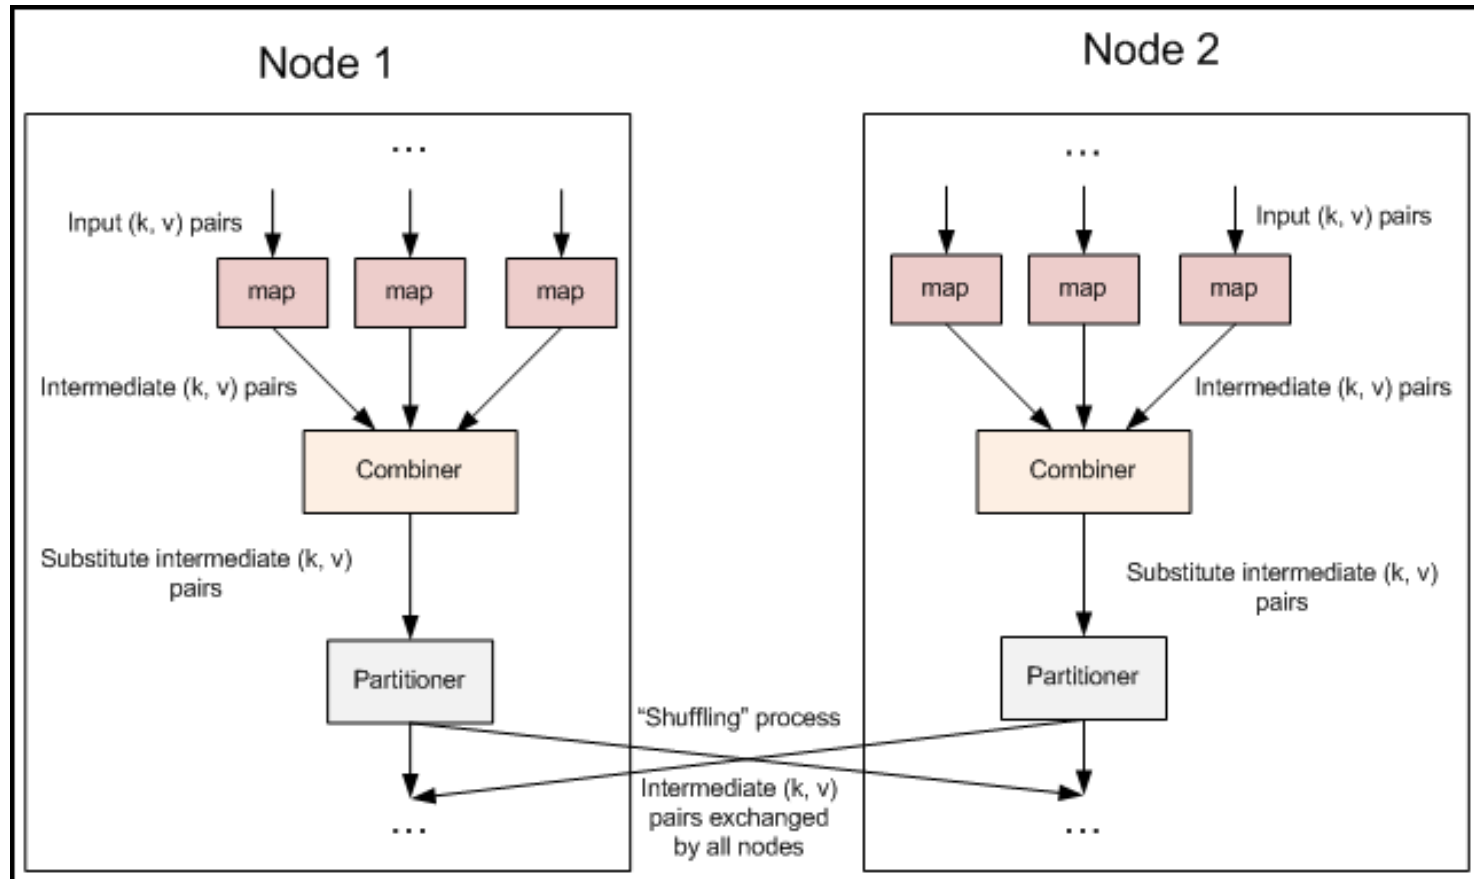 Node 1
Node 2
...
...
Input (k, v) pairs
Input (k, v) pairs
map
map
map
map
map
map
Intermediate (k, v) pairs
Intermediate (k, v) pairs
Combiner
Combiner
Substitute intermediate (k, v)
pairs
Substitute intermediate (k, v)
pairs
Partitioner
Partitioner
“Shuffling” process
Intermediate (k, v)
pairs exchanged
by all nodes
...
...